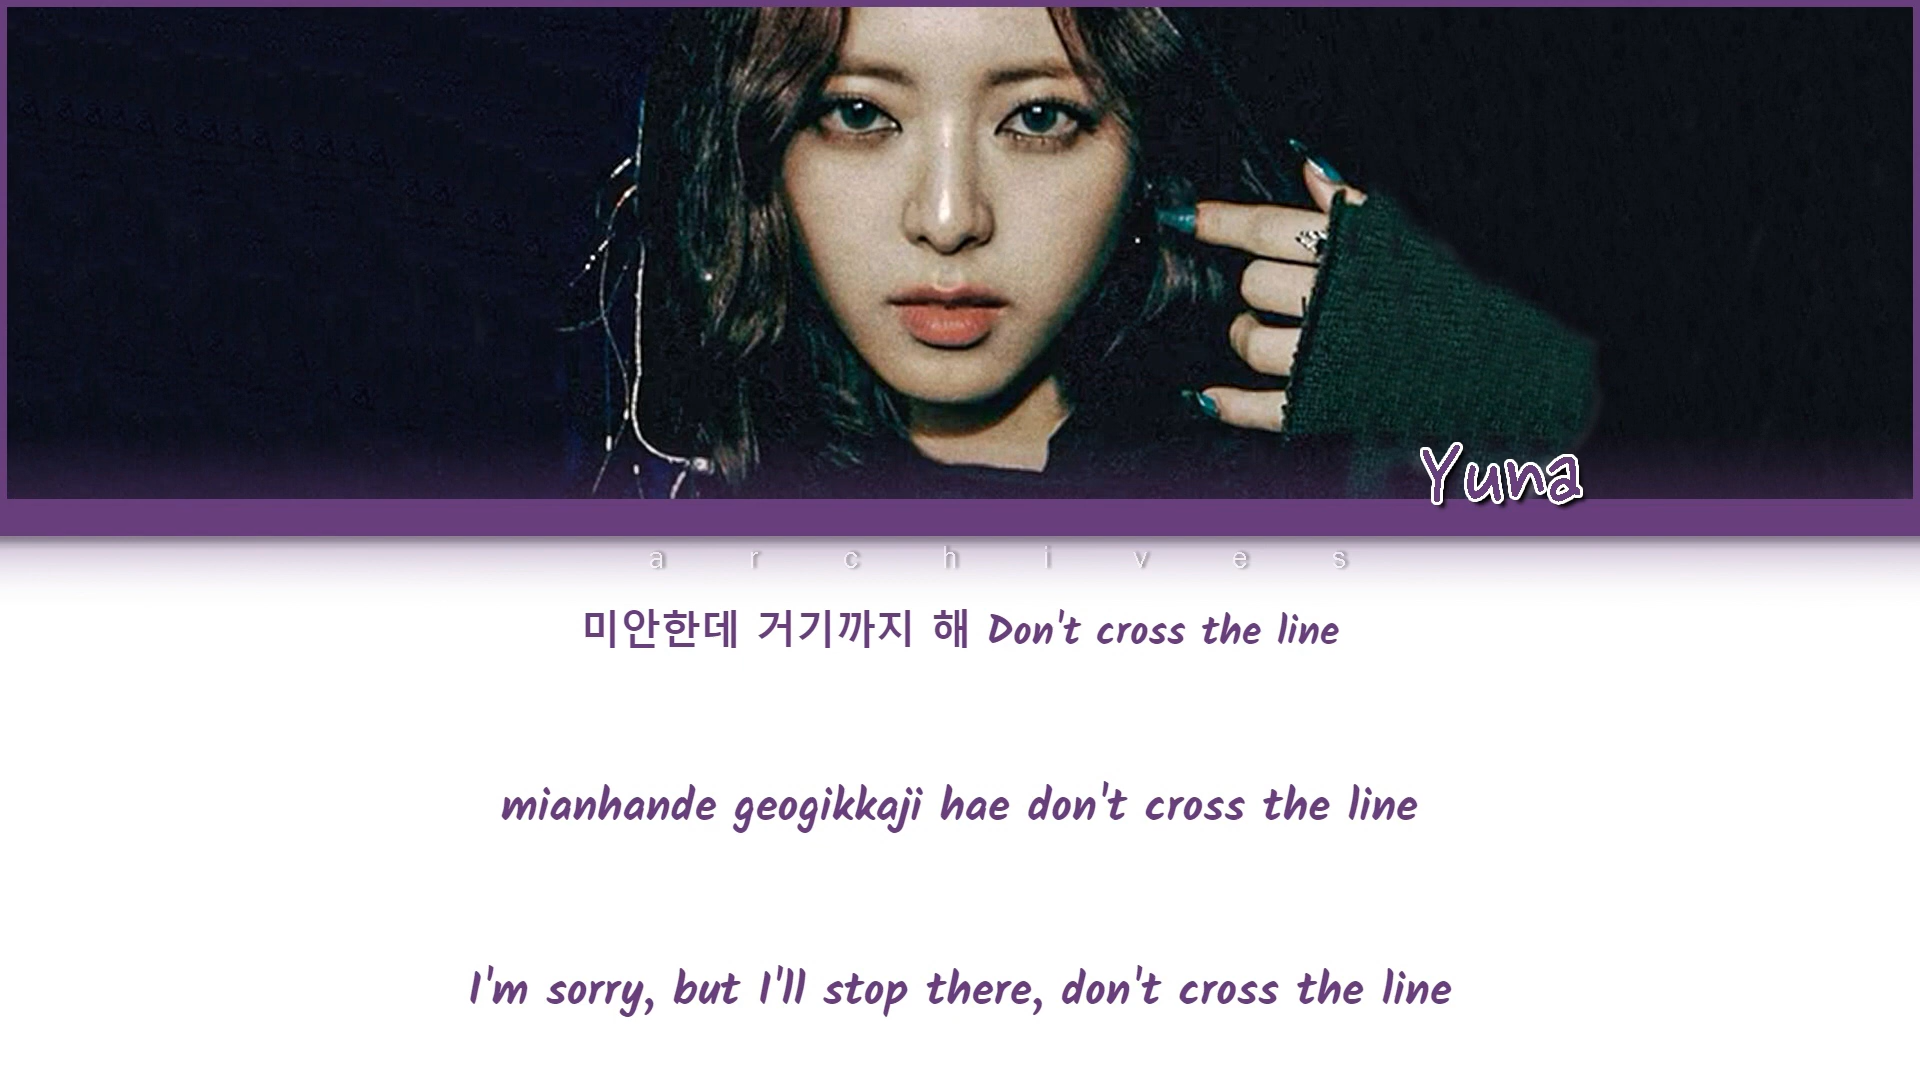 Yuna
archives
미안한데 거기까지 해 Don't cross the line
mianhande geogikkaji hae don't cross the line
I'm sorry, but I'll stop there, don't cross the line